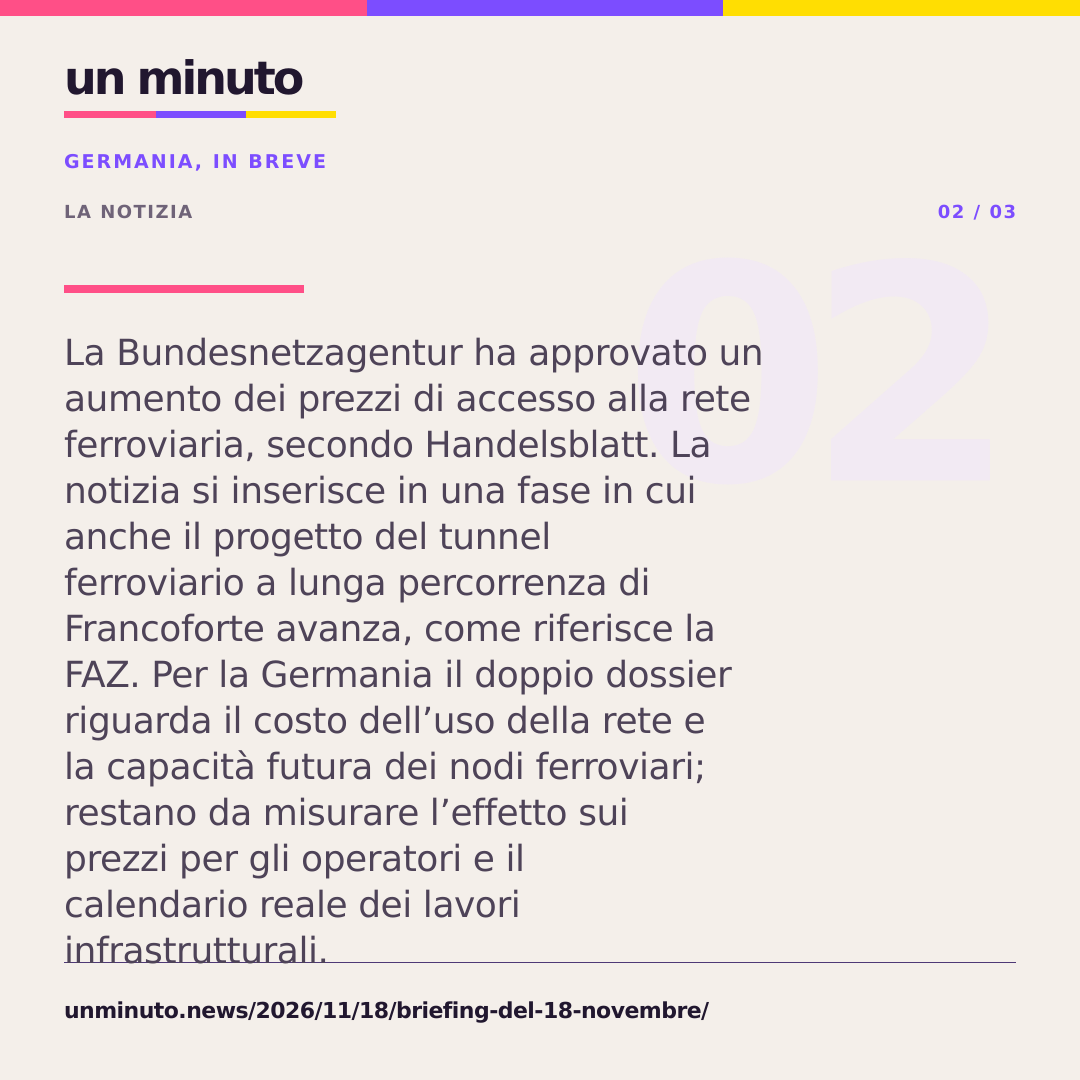 un minuto
GERMANIA, IN BREVE
LA NOTIZIA
02 / 03
02
La Bundesnetzagentur ha approvato un
aumento dei prezzi di accesso alla rete
ferroviaria, secondo Handelsblatt. La
notizia si inserisce in una fase in cui
anche il progetto del tunnel
ferroviario a lunga percorrenza di
Francoforte avanza, come riferisce la
FAZ. Per la Germania il doppio dossier
riguarda il costo dell’uso della rete e
la capacità futura dei nodi ferroviari;
restano da misurare l’effetto sui
prezzi per gli operatori e il
calendario reale dei lavori
infrastrutturali.
unminuto.news/2026/11/18/briefing-del-18-novembre/